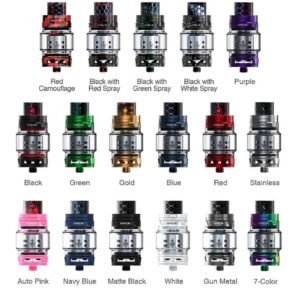 Red Camouflage
Black with Red Spray
Black with Green Spray
Black with White Spray
Purple
Black
Green
Gold
Blue
Red
Stainless
Auto Pink
Navy Blue
Matte Black
White
Gun Metal
7-Color